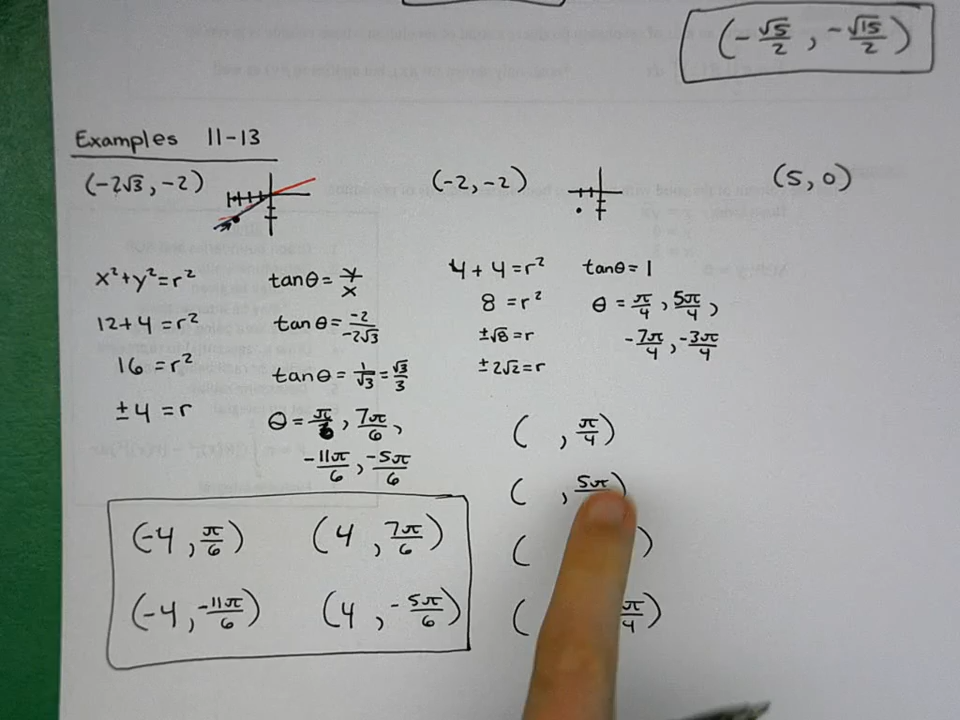 (-√5/2, -√15/2)
Examples 11-13
(-2√3, -2)
x² + y² = r²
12 + 4 = r²
16 = r²
± 4 = r
tanθ = y/x
tanθ = -2/-2√3
tanθ = 1/√3 = √3/3
θ = π/6, 7π/6,
-11π/6, -5π/6
(-4, π/6) (4, 7π/6)
(-4, -11π/6) (4, -5π/6)
(-2, -2)
4 + 4 = r²
8 = r²
±√8 = r
±2√2 = r
tanθ = 1
θ = π/4, 5π/4,
-7π/4, -3π/4
( , π/4)
( , 5π
(5, 0)